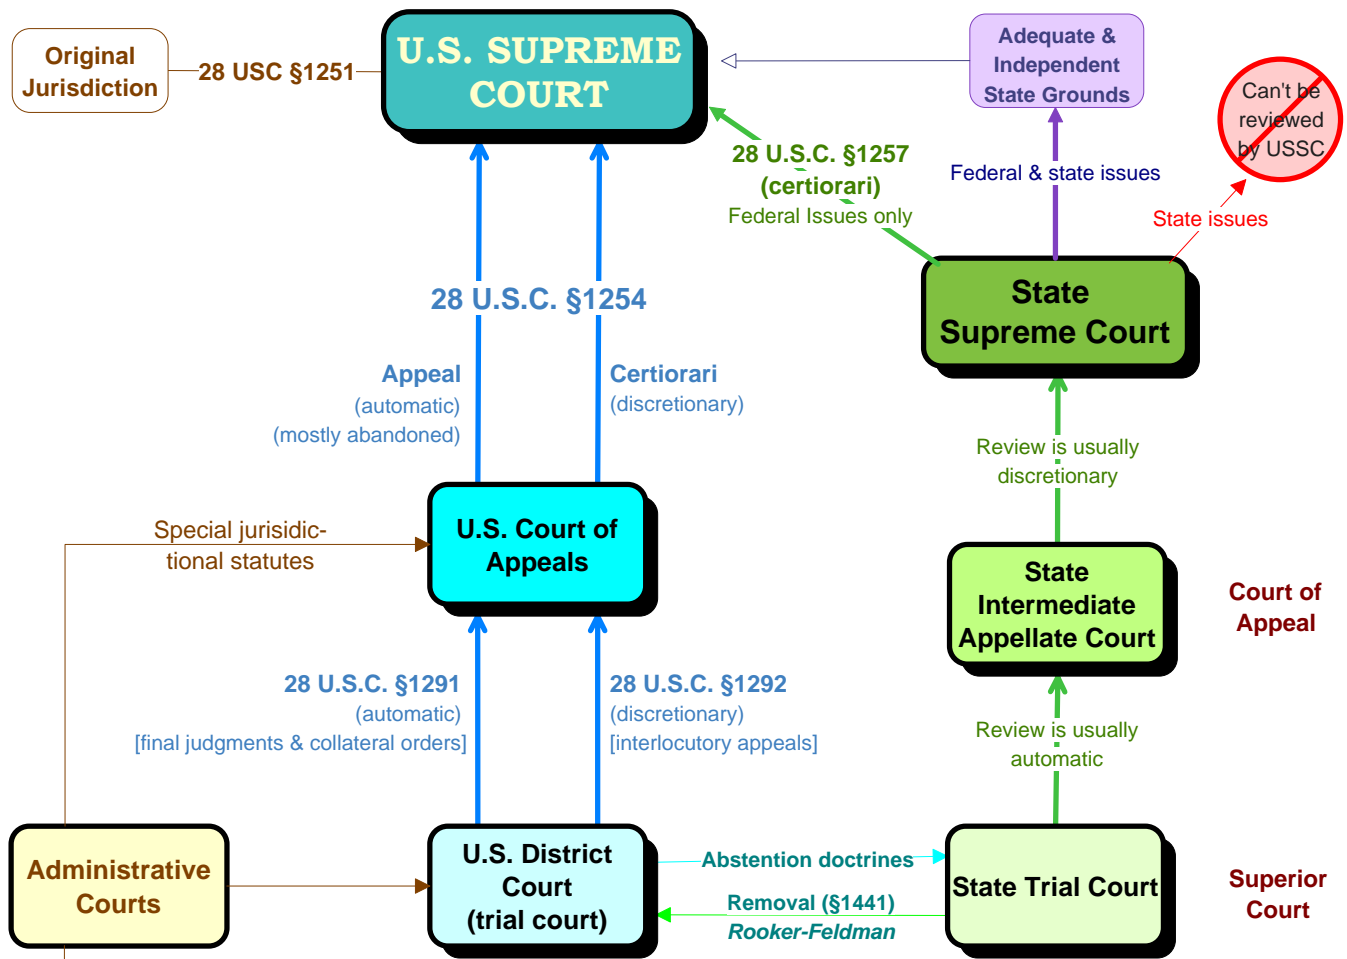 Original
Jurisdiction
28 USC §1251
U.S. SUPREME
COURT
Adequate &
Independent
State Grounds
Can't be
reviewed
by USSC
28 U.S.C. §1257
(certiorari)
Federal Issues only
Federal & state issues
State issues
State
Supreme Court
28 U.S.C. §1254
Appeal
(automatic)
(mostly abandoned)
Certiorari
(discretionary)
Review is usually
discretionary
Special jurisidic-
tional statutes
U.S. Court of
Appeals
State
Intermediate
Appellate Court
Court of
Appeal
28 U.S.C. §1291
(automatic)
[final judgments & collateral orders]
28 U.S.C. §1292
(discretionary)
[interlocutory appeals]
Review is usually
automatic
Administrative
Courts
U.S. District
Court
(trial court)
Abstention doctrines
Removal (§1441)
Rooker-Feldman
State Trial Court
Superior
Court